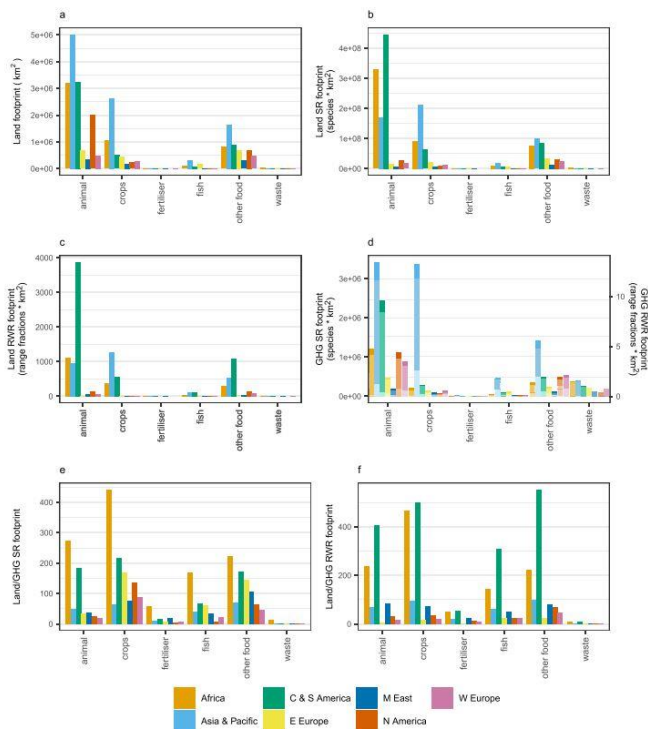 a
Land footprint ( km²)
5e+06
4e+06
3e+06
2e+06
1e+06
0e+00
animal
crops
fertiliser
fish
other food
waste
b
Land SR footprint
(species * km2)
4e+08
3e+08
2e+08
1e+08
0e+00
animal
crops
fertiliser
fish
other food
waste
c
Land RWR footprint
(range fractions * km2)
4000
3000
2000
1000
0
animal
crops
fertiliser
fish
other food
waste
d
GHG SR footprint
(species * km2)
3e+06
2e+06
1e+06
0e+00
10
5
0
GHG RWR footprint
(range fractions * km2)
animal
crops
fertiliser
fish
other food
waste
e
Land/GHG SR footprint
400
300
200
100
0
animal
crops
fertiliser
fish
other food
waste
f
Land/GHG RWR footprint
400
200
0
animal
crops
fertiliser
fish
other food
waste
Africa C & S America M East W Europe
Asia & Pacific E Europe N America